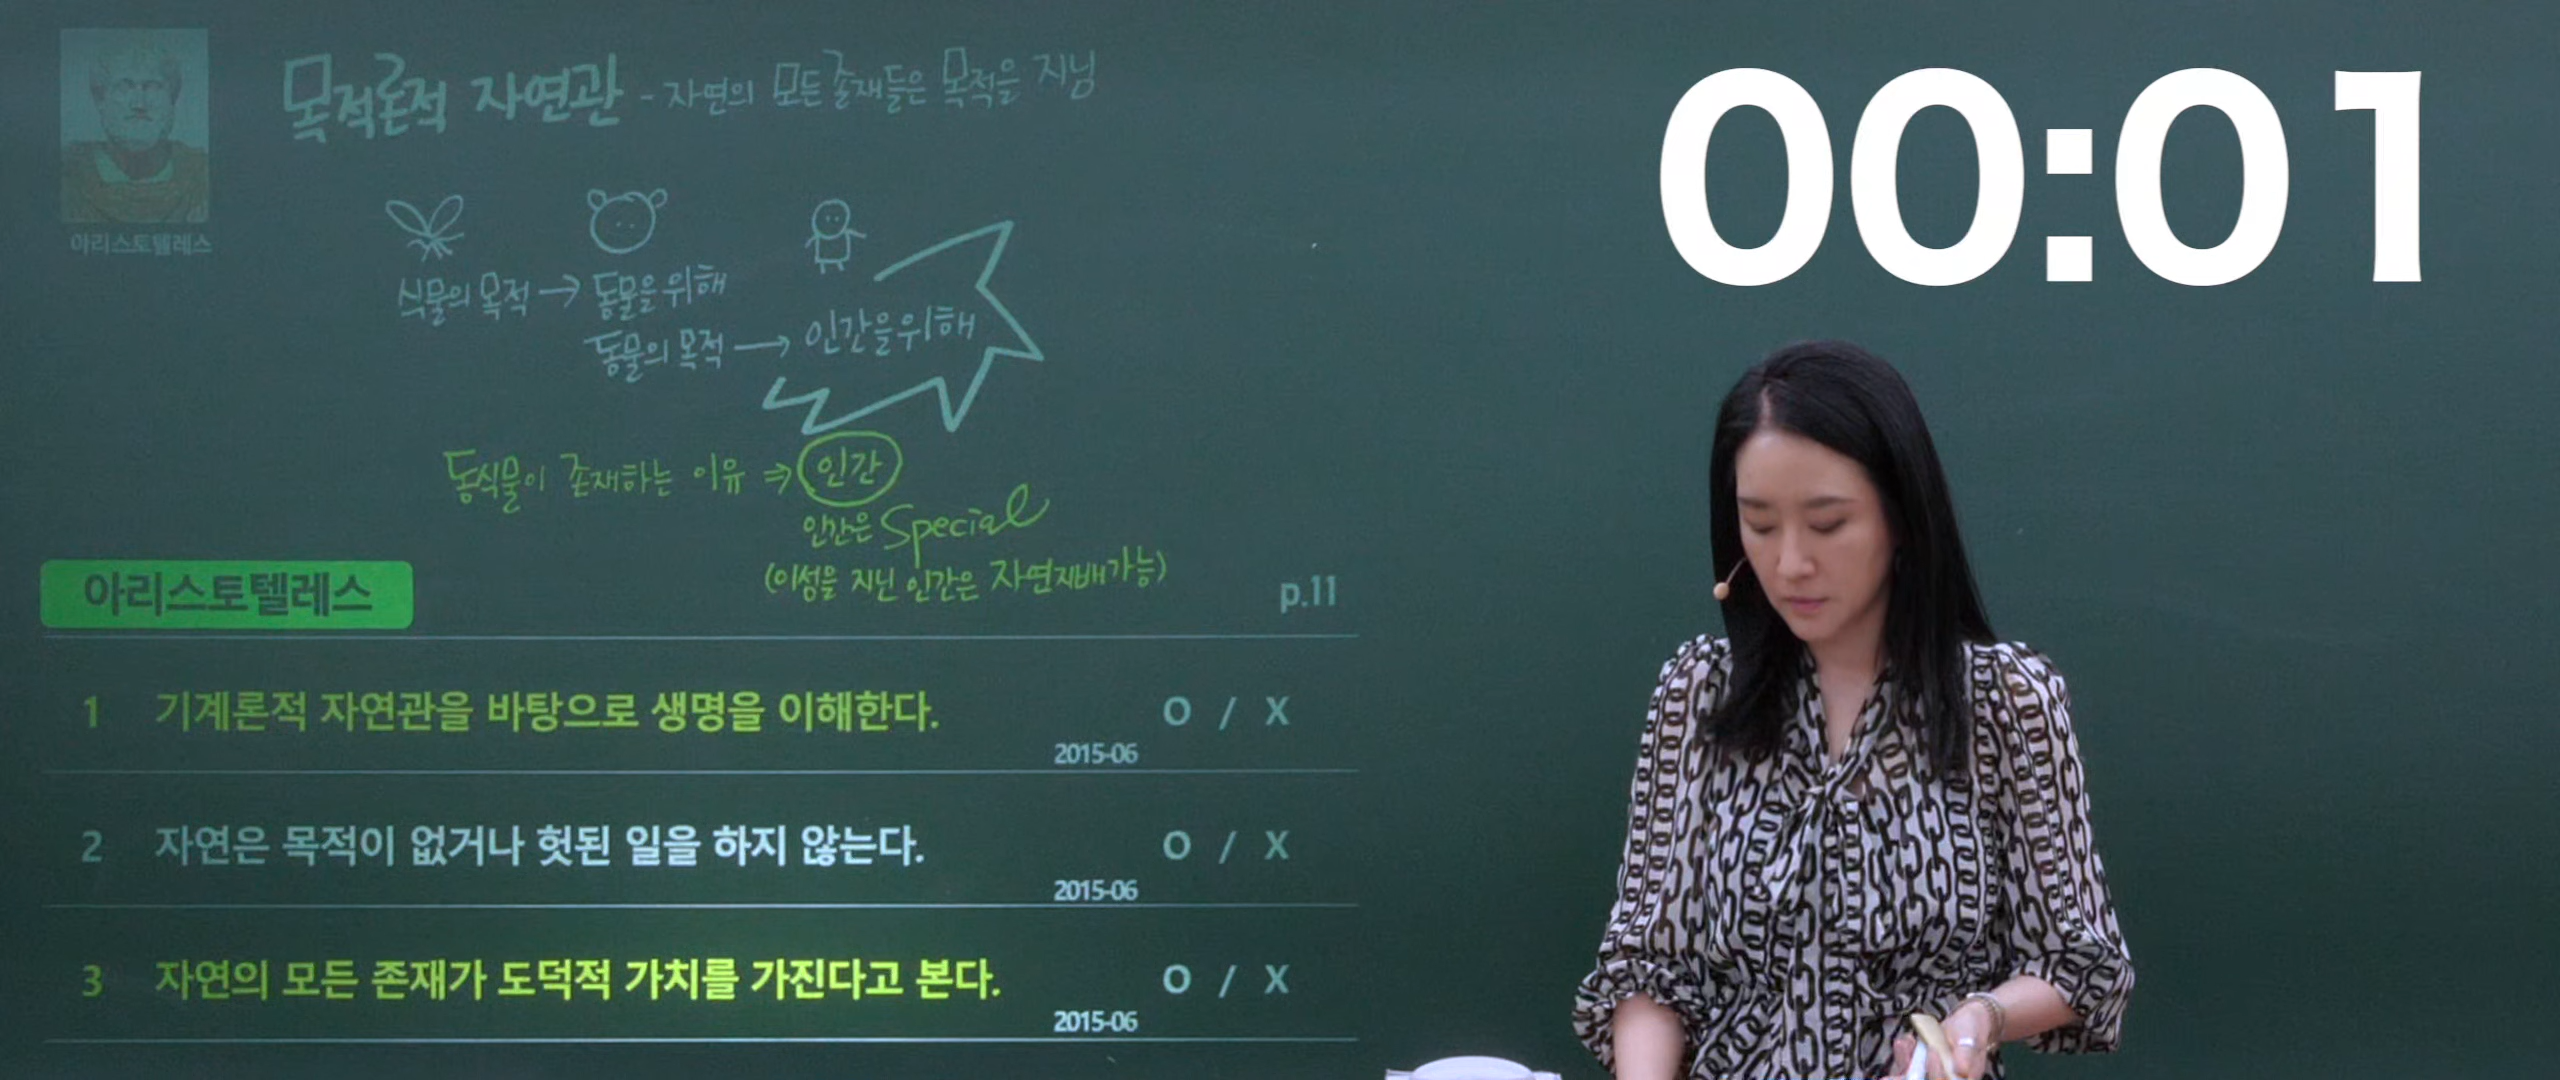 목적론적 자연관 - 자연의 모든 존재들은 목적을 지님
아리스토텔레스
식물의 목적 → 동물을 위해
동물의 목적 → 인간을 위해
동식물이 존재하는 이유 ⇒ 인간
인간은 Special
(이성을 지닌 인간은 자연지배가능)
아리스토텔레스 p.11
1 기계론적 자연관을 바탕으로 생명을 이해한다. O / X
2015-06
2 자연은 목적이 없거나 헛된 일을 하지 않는다. O / X
2015-06
3 자연의 모든 존재가 도덕적 가치를 가진다고 본다. O / X
2015-06
00:01